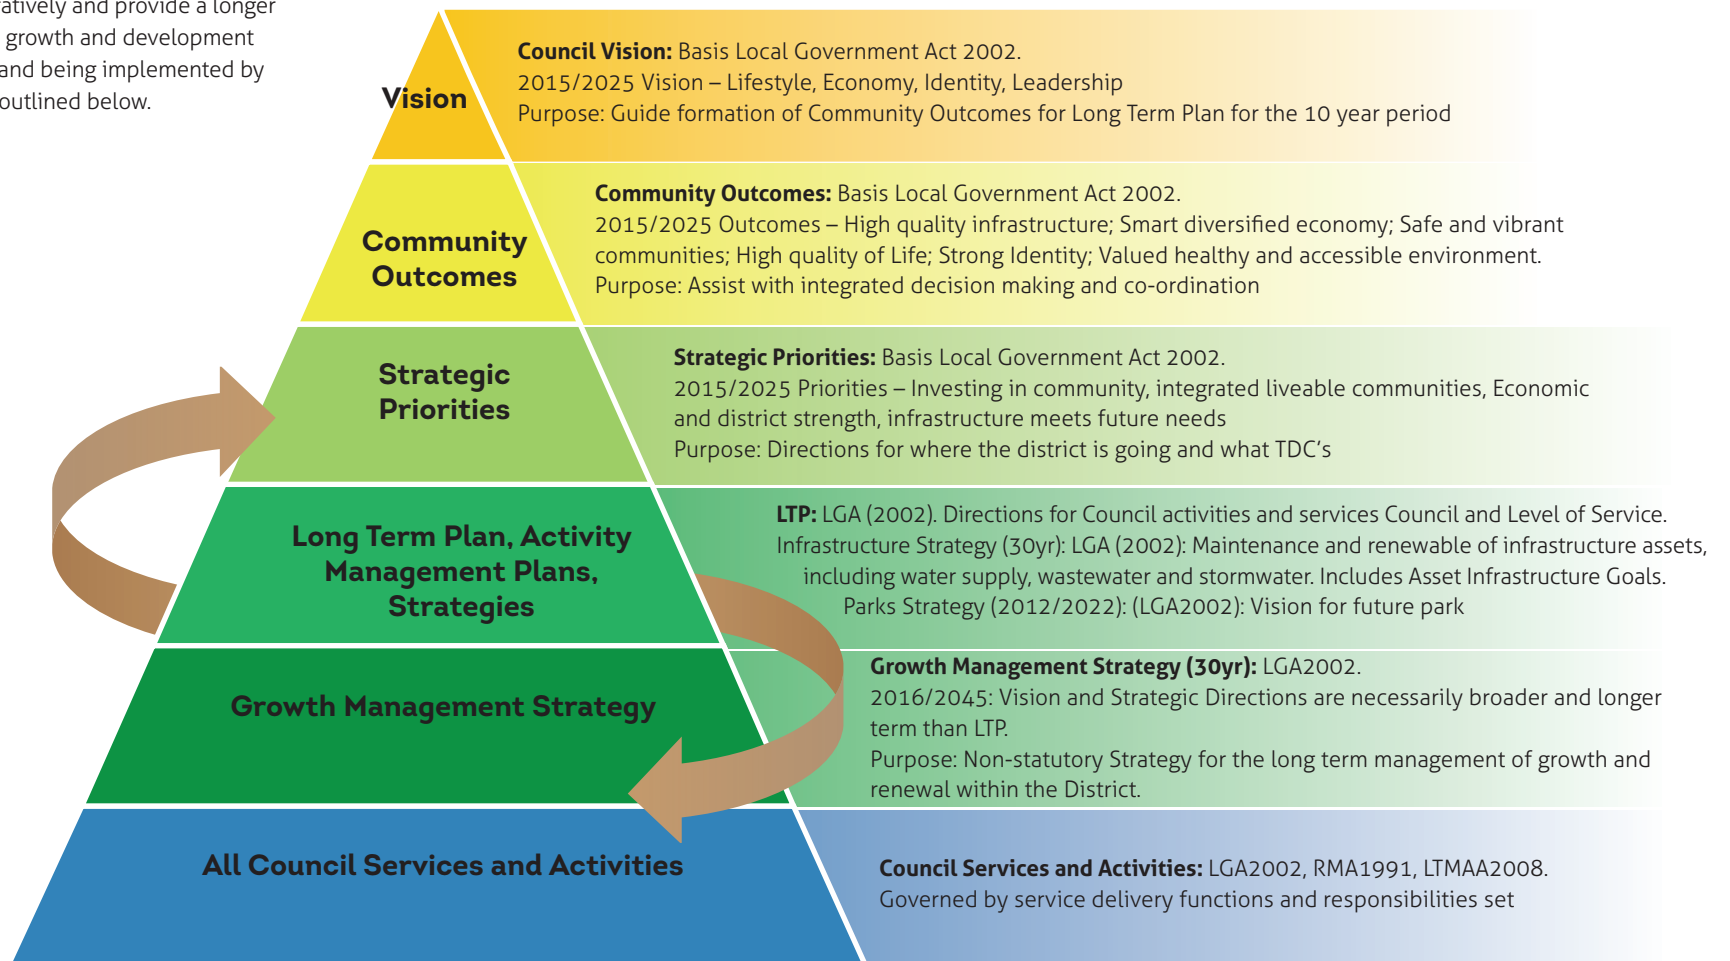 ratively and provide a longer
growth and development
and being implemented by
outlined below.
Vision
Council Vision: Basis Local Government Act 2002.
2015/2025 Vision – Lifestyle, Economy, Identity, Leadership
Purpose: Guide formation of Community Outcomes for Long Term Plan for the 10 year period
Community
Outcomes
Community Outcomes: Basis Local Government Act 2002.
2015/2025 Outcomes – High quality infrastructure; Smart diversified economy; Safe and vibrant
communities; High quality of Life; Strong Identity; Valued healthy and accessible environment.
Purpose: Assist with integrated decision making and co-ordination
Strategic
Priorities
Strategic Priorities: Basis Local Government Act 2002.
2015/2025 Priorities – Investing in community, integrated liveable communities, Economic
and district strength, infrastructure meets future needs
Purpose: Directions for where the district is going and what TDC's
Long Term Plan, Activity
Management Plans,
Strategies
LTP: LGA (2002). Directions for Council activities and services Council and Level of Service.
Infrastructure Strategy (30yr): LGA (2002): Maintenance and renewable of infrastructure assets,
including water supply, wastewater and stormwater. Includes Asset Infrastructure Goals.
Parks Strategy (2012/2022): (LGA2002): Vision for future park
Growth Management Strategy
Growth Management Strategy (30yr): LGA2002.
2016/2045: Vision and Strategic Directions are necessarily broader and longer
term than LTP.
Purpose: Non-statutory Strategy for the long term management of growth and
renewal within the District.
All Council Services and Activities
Council Services and Activities: LGA2002, RMA1991, LTMAA2008.
Governed by service delivery functions and responsibilities set